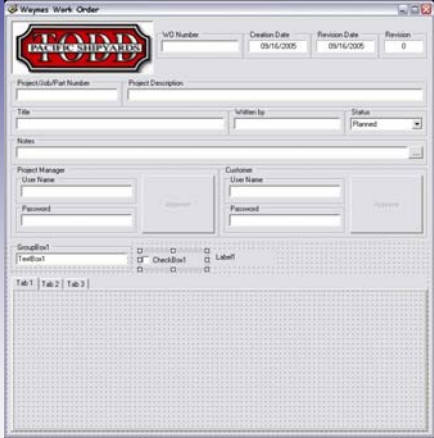 Waynes Work Order
TODD
PACIFIC SHIPYARDS
WO Number
Creation Date
09/16/2005
Revision Date
09/16/2005
Revision
0
Project/Job/Part Number
Project Description
Title
Written by
Status
Planned
Notes
...
Project Manager
User Name
Password
Approve
Customer
User Name
Password
Approve
GroupBox1
TextBox1
CheckBox1
Label1
Tab 1
Tab 2
Tab 3